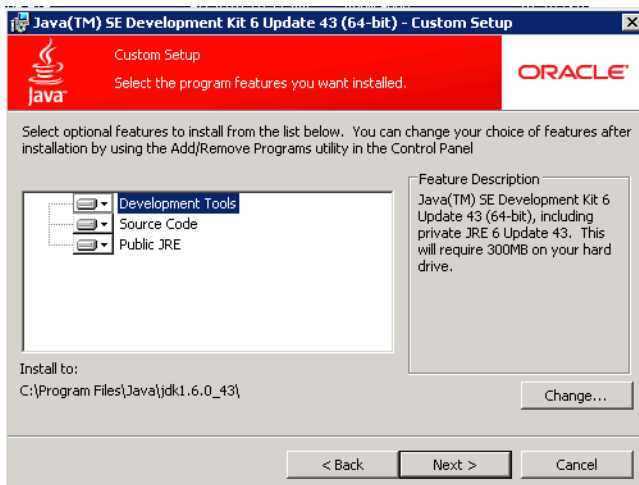 Java(TM) SE Development Kit 6 Update 43 (64-bit) - Custom Setup
Custom Setup
Select the program features you want installed.
Java™
ORACLE®
Select optional features to install from the list below. You can change your choice of features after
installation by using the Add/Remove Programs utility in the Control Panel
Development Tools
Source Code
Public JRE
Feature Description
Java(TM) SE Development Kit 6
Update 43 (64-bit), including
private JRE 6 Update 43. This
will require 300MB on your hard
drive.
Install to:
C:\Program Files\Java\jdk1.6.0_43\
Change...
< Back
Next >
Cancel